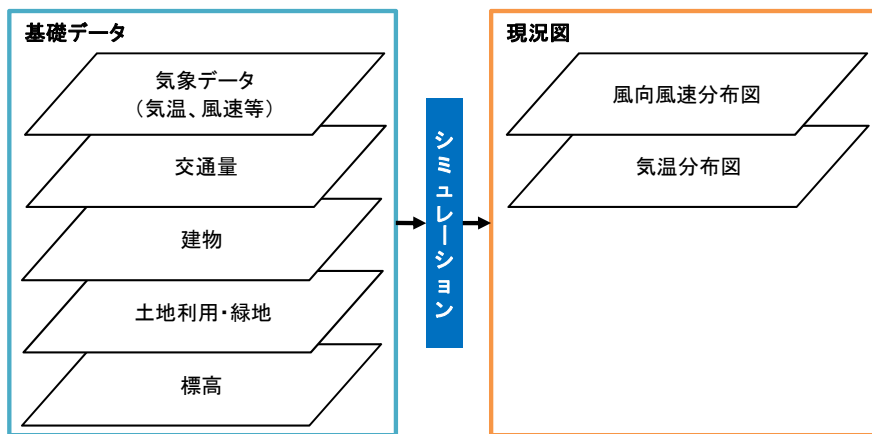 基礎データ
気象データ
（気温、風速等）
交通量
建物
土地利用・緑地
標高
シミュレーション
現況図
風向風速分布図
気温分布図